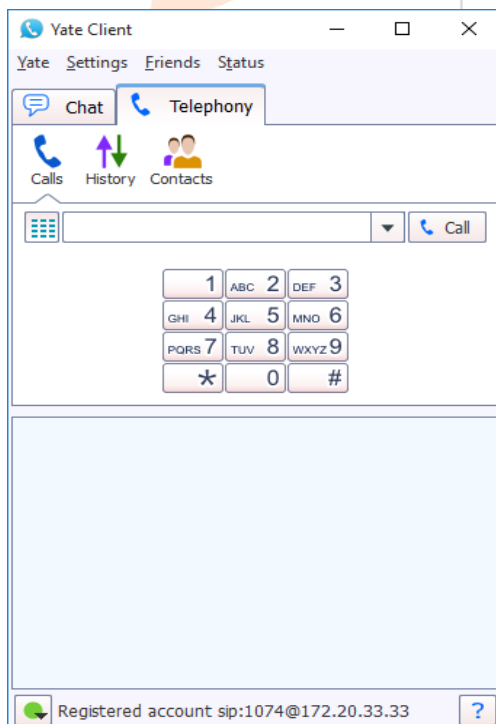 Yate Client
Yate Settings Friends Status
Chat Telephony
Calls History Contacts
Call
1 ABC 2 DEF 3
GHI 4 JKL 5 MNO 6
PQRS 7 TUV 8 WXYZ 9
* 0 #
Registered account sip:1074@172.20.33.33 ?